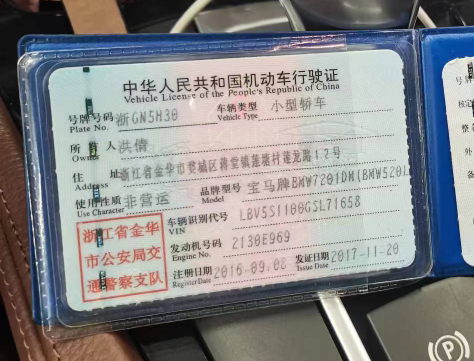 中华人民共和国机动车行驶证
Vehicle License of the People's Republic of China
号牌号码 浙GN5H30 车辆类型 小型轿车
Plate No. Vehicle Type
所有人 洪倩
Owner
住址 浙江省金华市婺城区蒋堂镇莲塘村莲龙路12号
Address
使用性质 非营运 品牌型号 宝马牌BMW7201DM(BMW520L
Use Character Model
车辆识别代号 LBV5S1100GSL71658
VIN
发动机号码 2130E969
Engine No.
注册日期 2016-09.08 发证日期 2017-11-20
Register Date Issue Date
浙江省金华
市公安局交
通警察支队